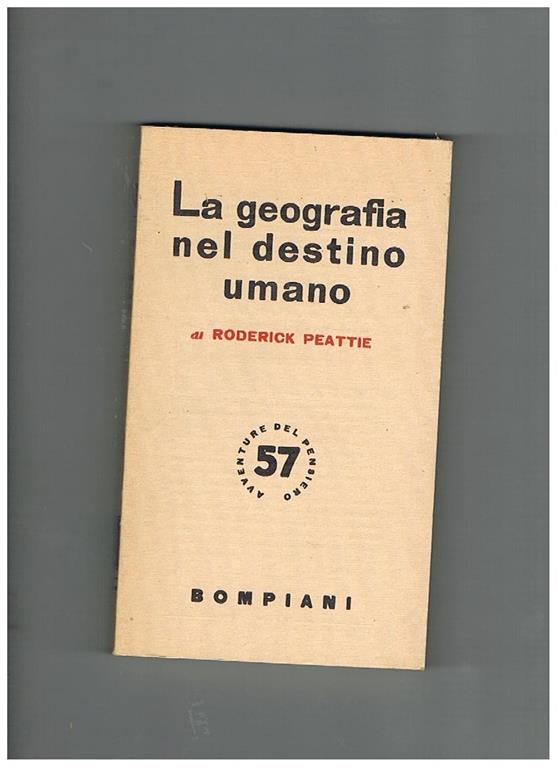 La geografia
nel destino
umano
di RODERICK PEATTIE
AVVENTURE DEL PENSIERO
57
BOMPIANI